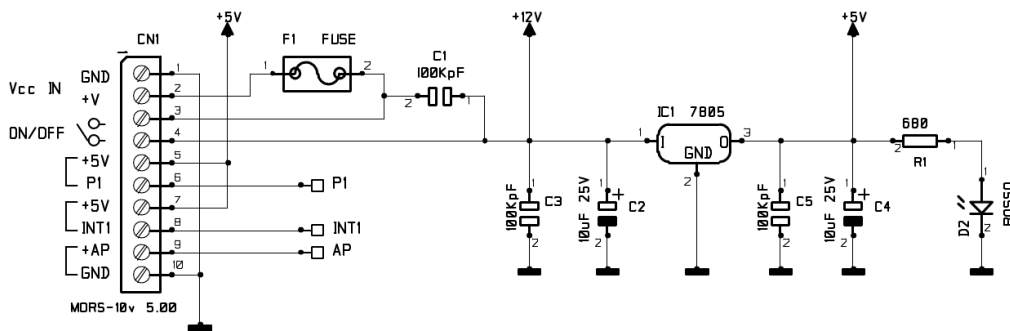 +5V
+12V
+5V
CN1
F1 FUSE
C1
100KpF
Vcc IN
GND
+V
ON/OFF
+5V
P1
+5V
INT1
+AP
GND
1
2
3
4
5
6
7
8
9
10
1
2
2
1
P1
INT1
AP
MORS-10v 5.00
IC1 7805
I
O
GND
1
3
2
1
100KpF
C3
2
1
10uF 25V
+
C2
2
1
100KpF
C5
2
1
10uF 25V
+
C4
2
680
2
1
R1
1
D2
2
ROSSO